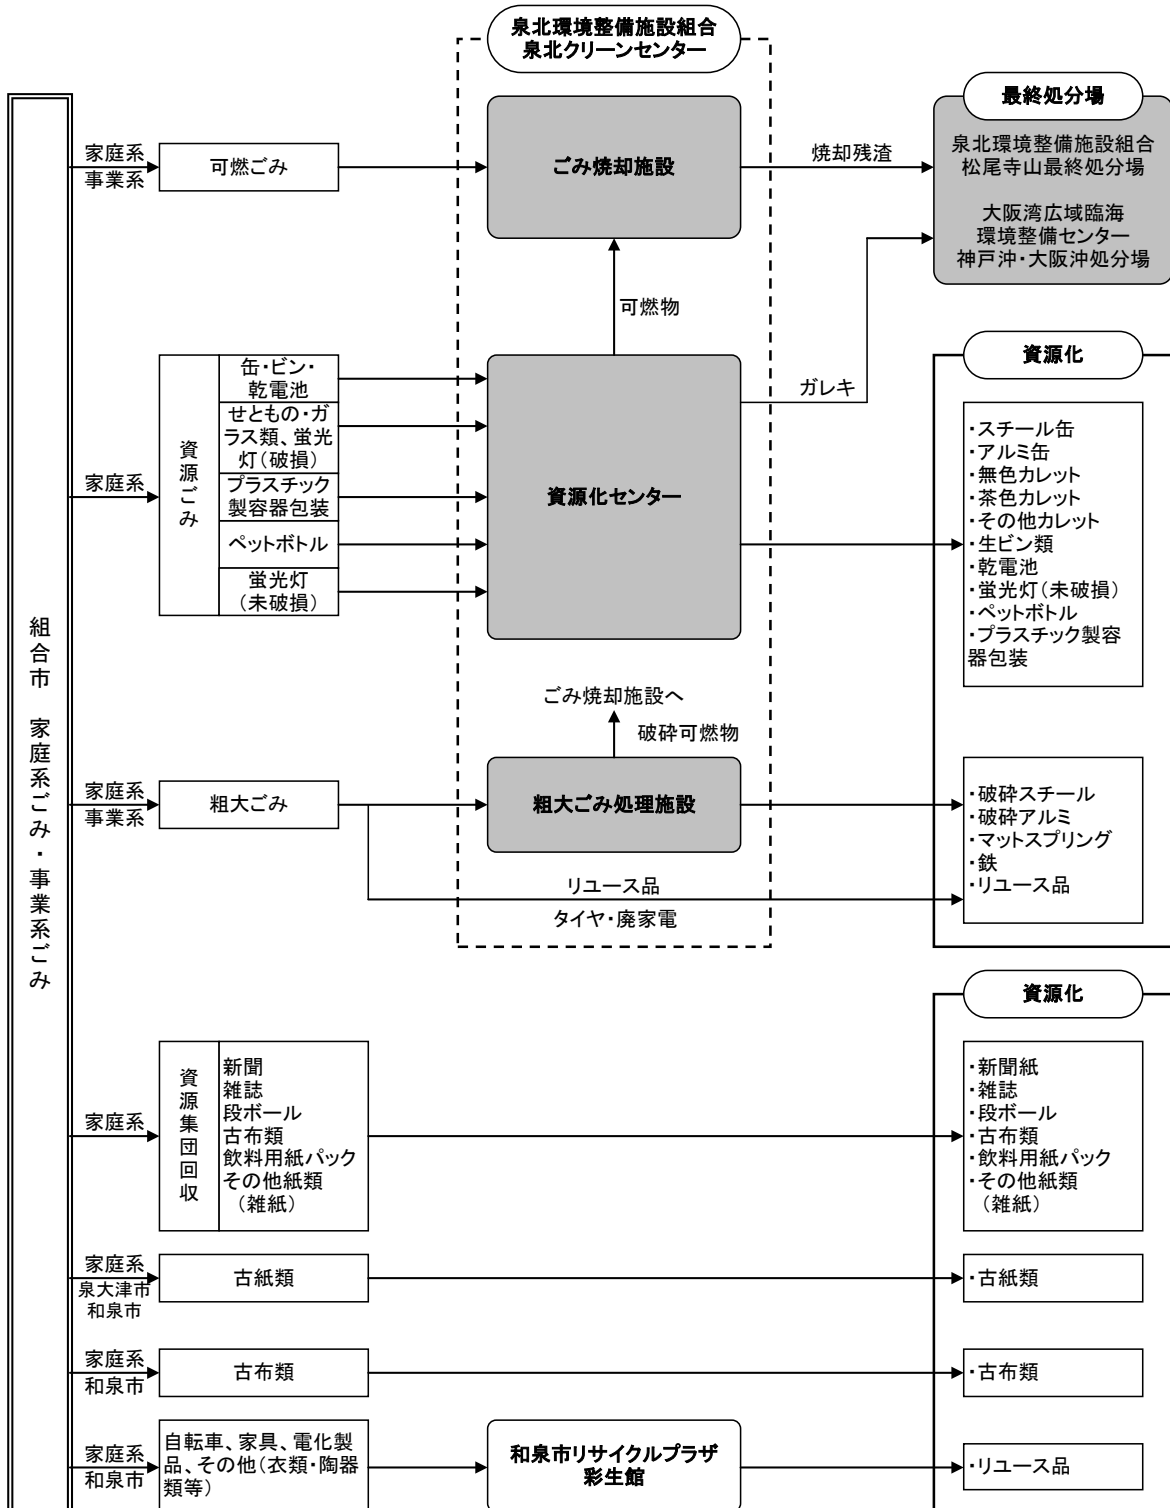 泉北環境整備施設組合
泉北クリーンセンター
最終処分場
家庭系
事業系
可燃ごみ
ごみ焼却施設
焼却残渣
泉北環境整備施設組合
松尾寺山最終処分場
大阪湾広域臨海
環境整備センター
神戸沖・大阪沖処分場
可燃物
家庭系
資源ごみ
缶・ビン・
乾電池
せともの・ガ
ラス類、蛍光
灯(破損)
プラスチック
製容器包装
ペットボトル
蛍光灯
(未破損)
資源化センター
ガレキ
資源化
・スチール缶
・アルミ缶
・無色カレット
・茶色カレット
・その他カレット
・生ビン類
・乾電池
・蛍光灯(未破損)
・ペットボトル
・プラスチック製容
器包装
組合市 家庭系ごみ・事業系ごみ
ごみ焼却施設へ
破砕可燃物
家庭系
事業系
粗大ごみ
粗大ごみ処理施設
リユース品
タイヤ・廃家電
・破砕スチール
・破砕アルミ
・マットスプリング
・鉄
・リユース品
資源化
家庭系
資源集団回収
新聞
雑誌
段ボール
古布類
飲料用紙パック
その他紙類
(雑紙)
・新聞紙
・雑誌
・段ボール
・古布類
・飲料用紙パック
・その他紙類
(雑紙)
家庭系
泉大津市
和泉市
古紙類
・古紙類
家庭系
和泉市
古布類
・古布類
家庭系
和泉市
自転車、家具、電化製
品、その他(衣類・陶器
類等)
和泉市リサイクルプラザ
彩生館
・リユース品